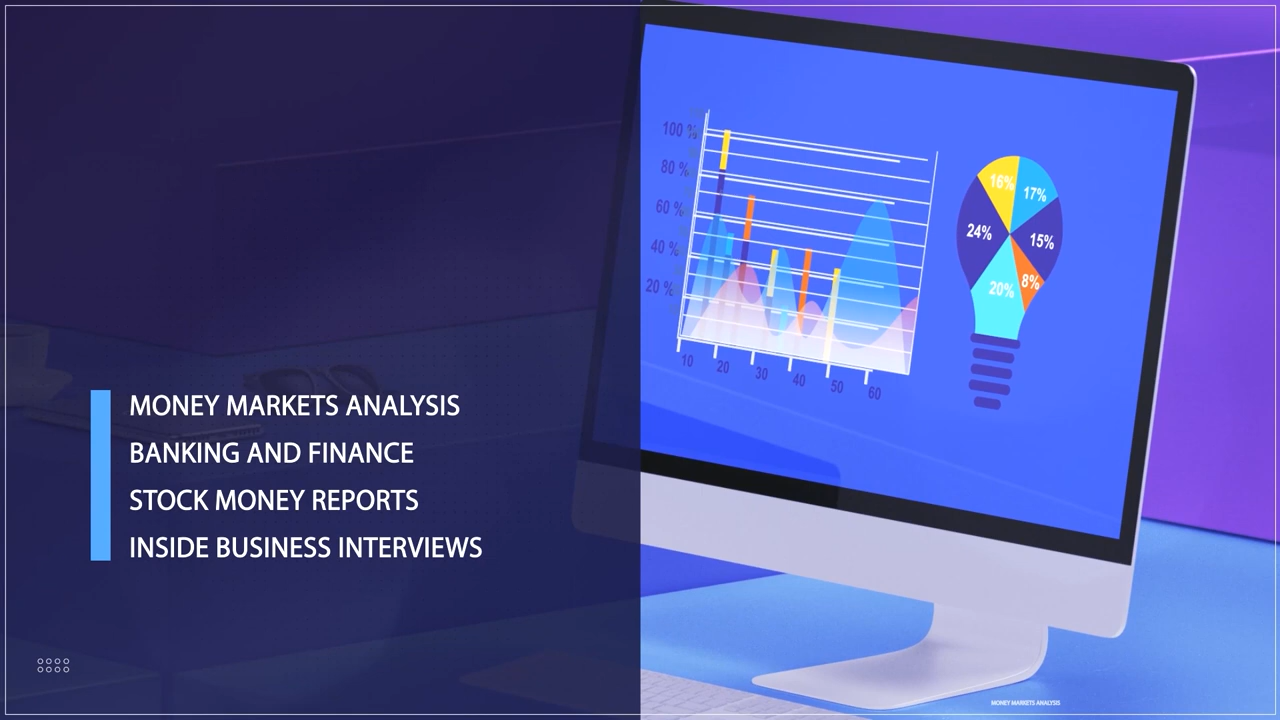 MONEY MARKETS ANALYSIS
BANKING AND FINANCE
STOCK MONEY REPORTS
INSIDE BUSINESS INTERVIEWS
100 %
80 %
60 %
40 %
20 %
10 20 30 40 50 60
16% 17%
24% 15%
20% 8%
MONEY MARKETS ANALYSIS